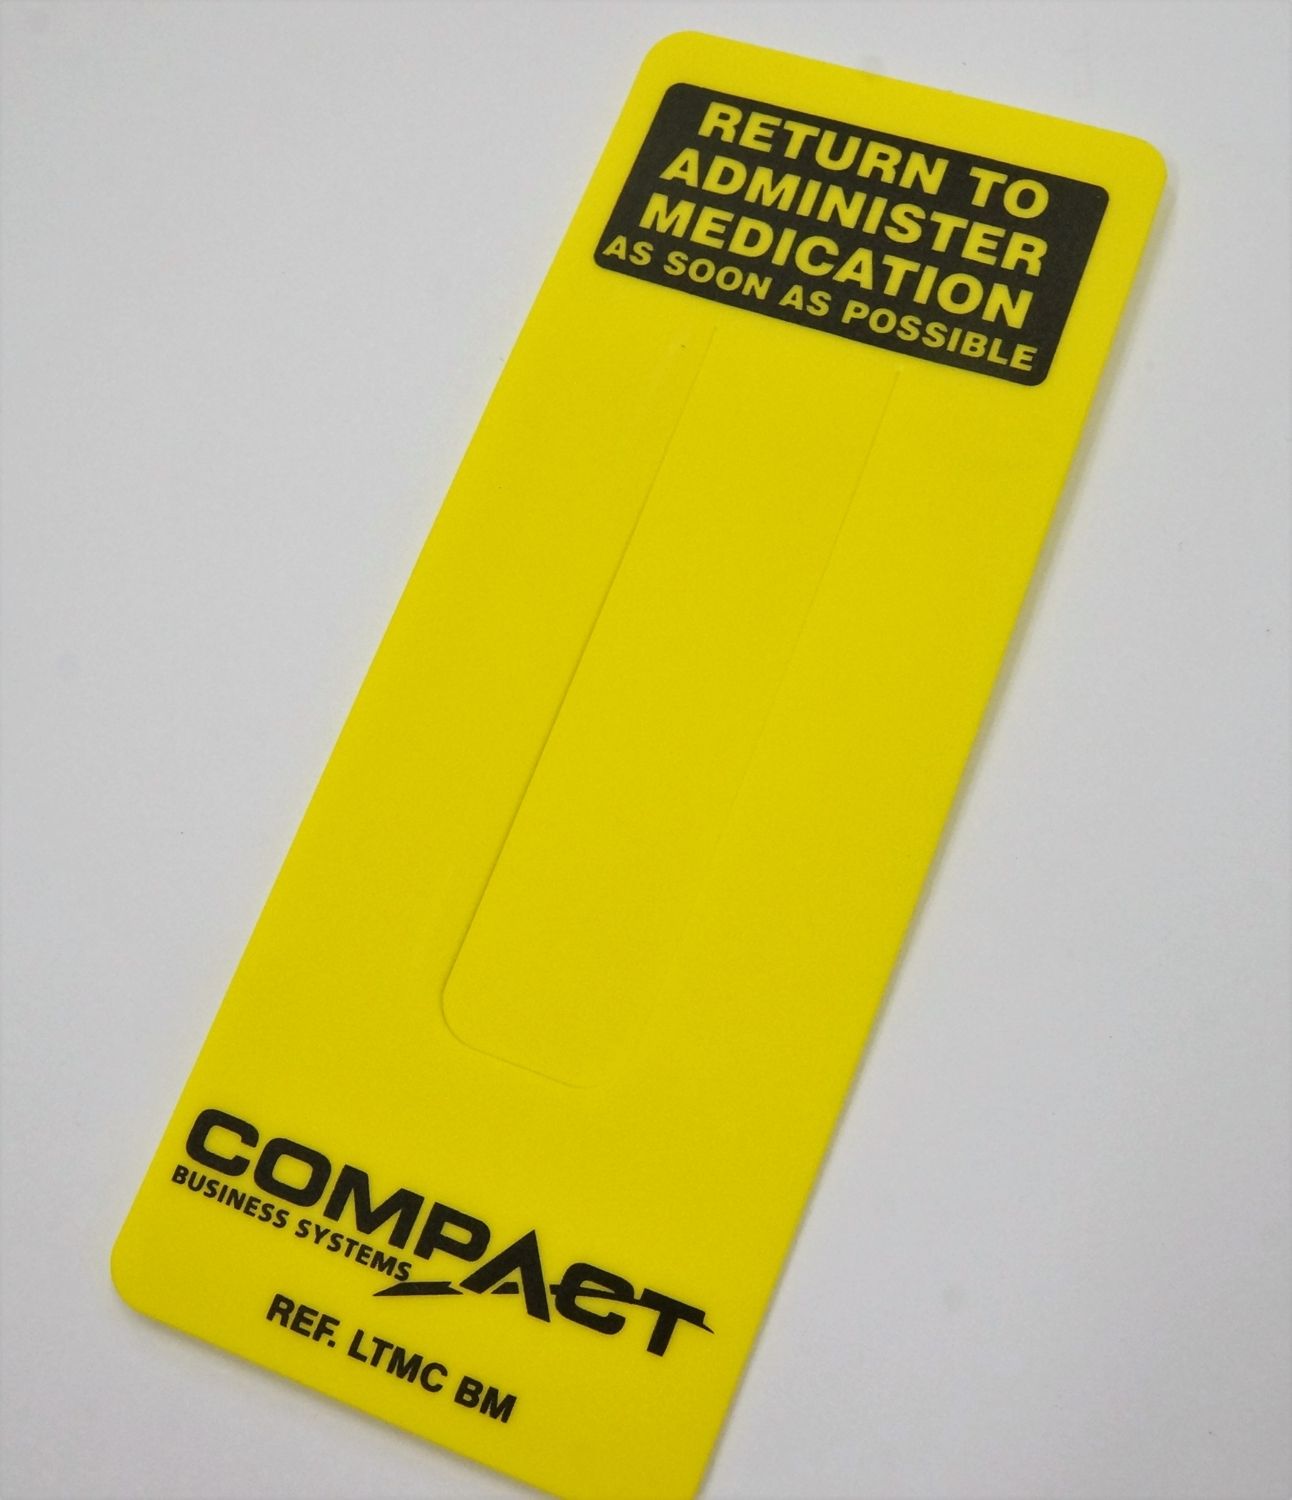 RETURN TO
ADMINISTER
MEDICATION
AS SOON AS POSSIBLE
COMPACT
BUSINESS SYSTEMS
REF. LTMC BM